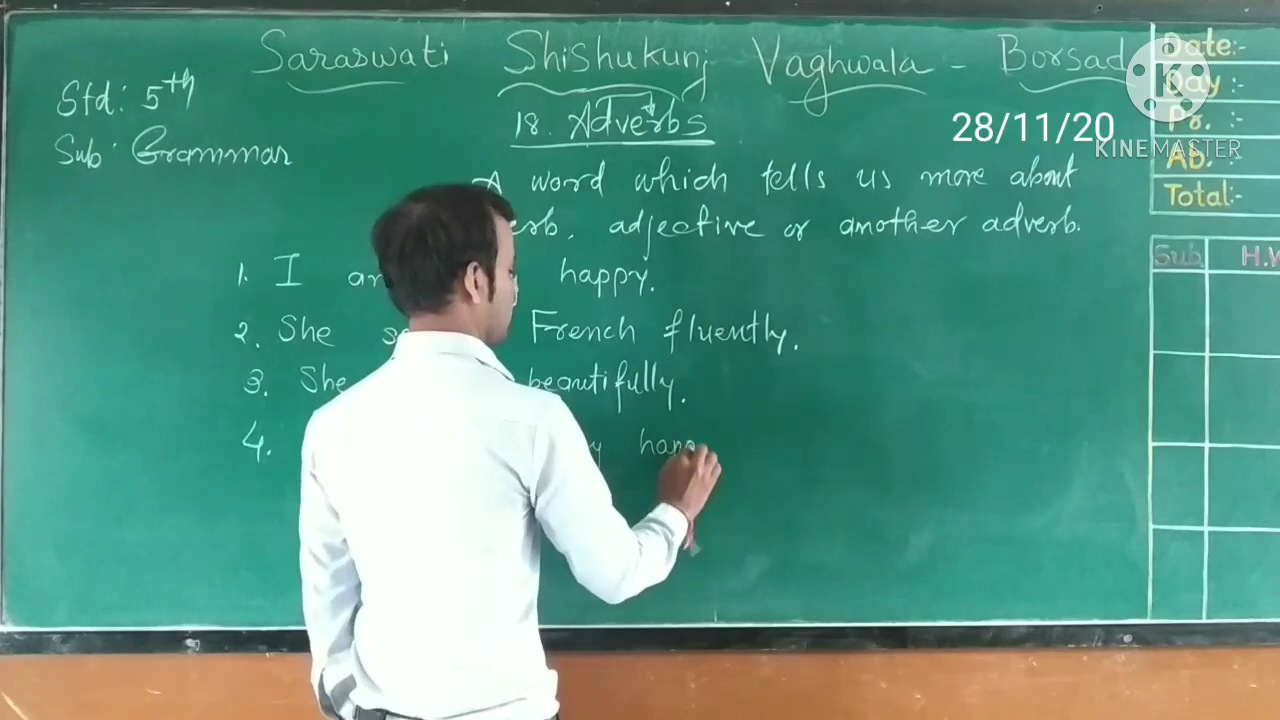 Saraswati Shishukunj Vaghwala - Borsad
Std: 5th
Sub: Grammar
18. Adverbs
28/11/20
KINEMASTER
A word which tells us more about
adjective or another adverb.
1. I happy.
2. She French fluently.
3. She beautifully.
4.
Date:-
Day :-
Pr. :-
AD. :-
Total:-
Sub